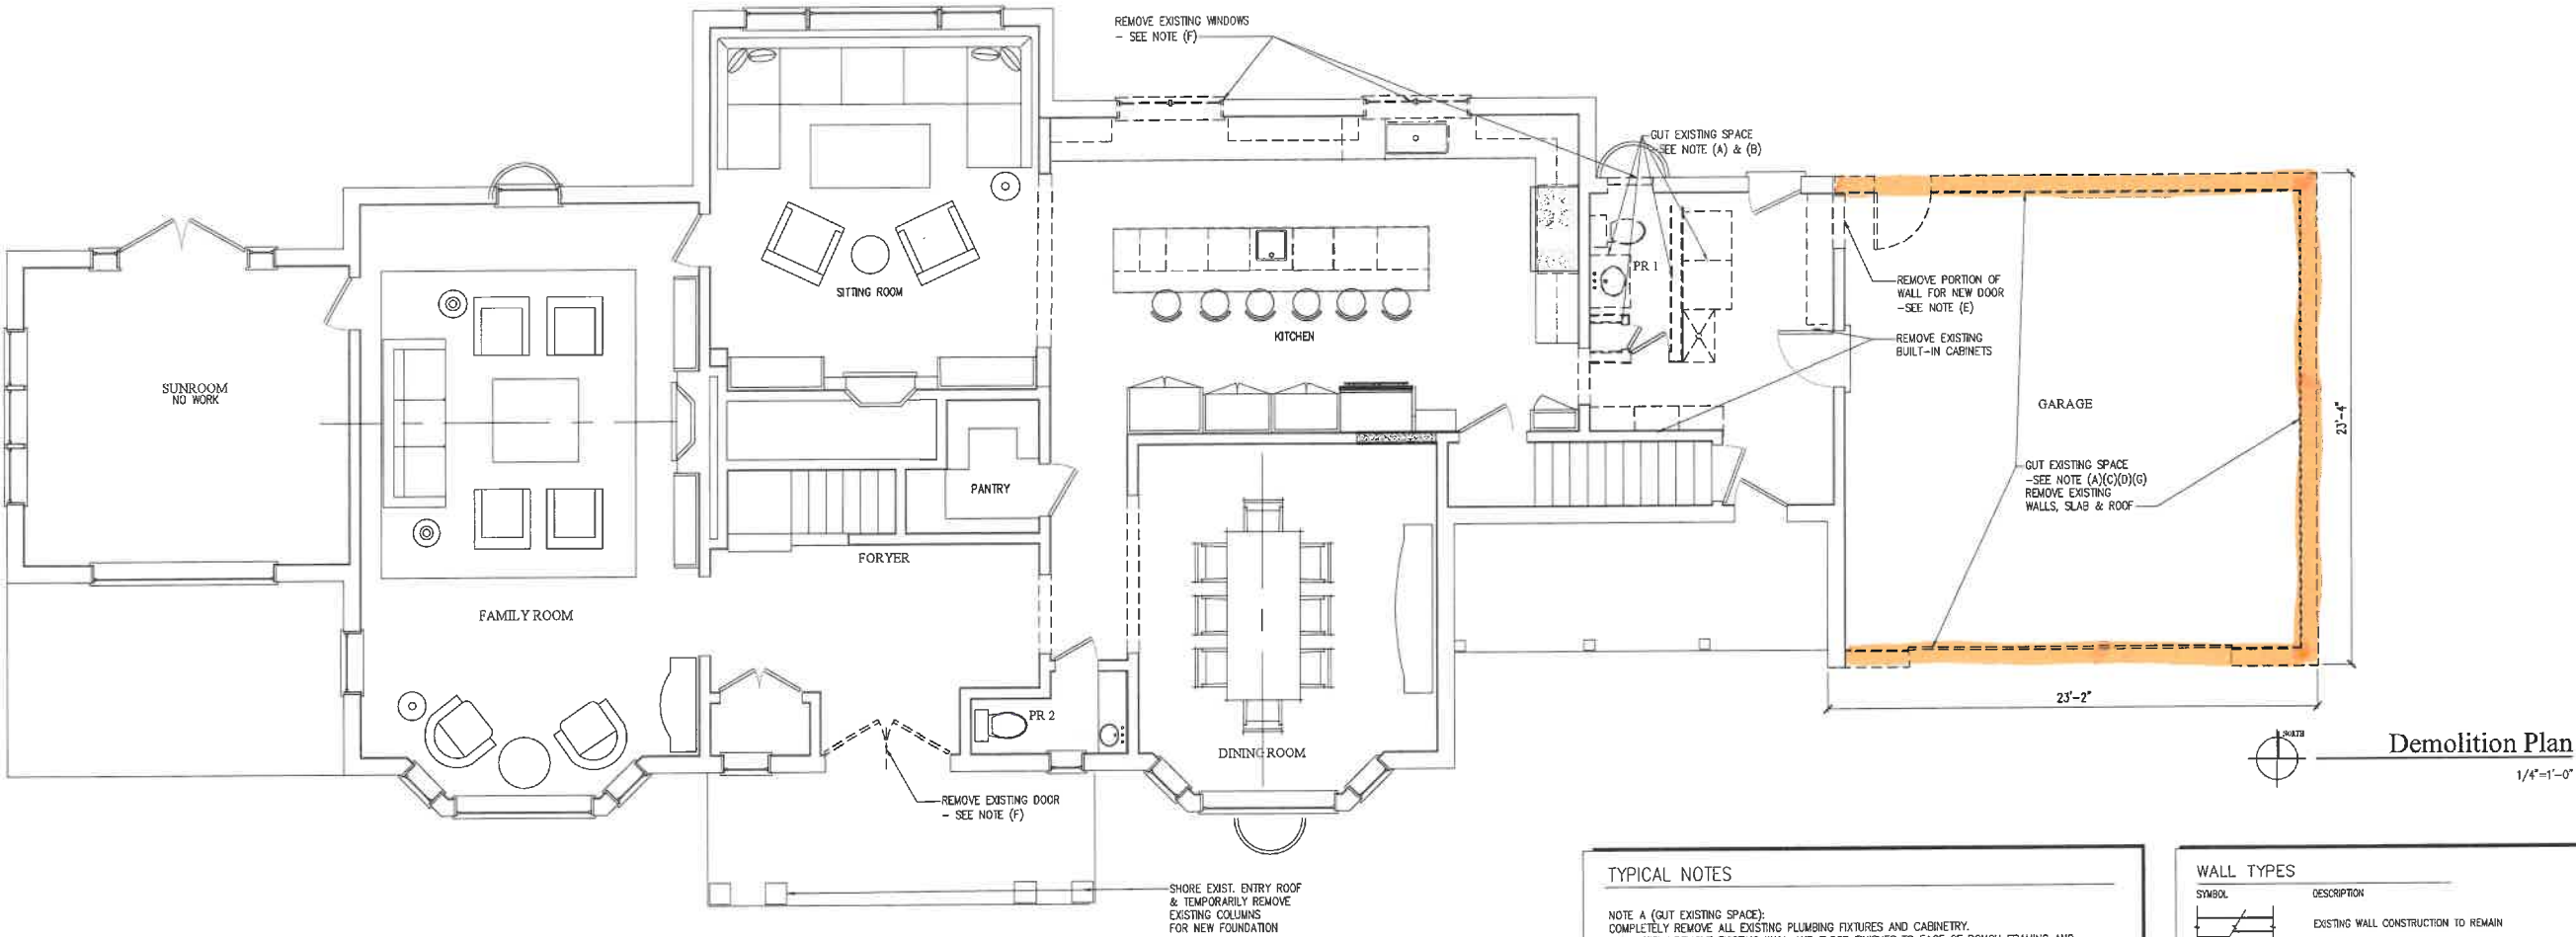 REMOVE EXISTING WINDOWS
- SEE NOTE (F)
GUT EXISTING SPACE
-SEE NOTE (A) & (B)
SITTING ROOM
PR 1
REMOVE PORTION OF
WALL FOR NEW DOOR
-SEE NOTE (E)
KITCHEN
REMOVE EXISTING
BUILT-IN CABINETS
SUNROOM
NO WORK
GARAGE
23'-4"
GUT EXISTING SPACE
-SEE NOTE (A)(C)(D)(G)
REMOVE EXISTING
WALLS, SLAB & ROOF
PANTRY
FORYER
FAMILY ROOM
23'-2"
PR 2
DINING ROOM
NORTH
Demolition Plan
1/4"=1'-0"
REMOVE EXISTING DOOR
- SEE NOTE (F)
SHORE EXIST. ENTRY ROOF
& TEMPORARILY REMOVE
EXISTING COLUMNS
FOR NEW FOUNDATION
TYPICAL NOTES
NOTE A (GUT EXISTING SPACE):
COMPLETELY REMOVE ALL EXISTING PLUMBING FIXTURES AND CABINETRY.
WALL TYPES
SYMBOL
DESCRIPTION
EXISTING WALL CONSTRUCTION TO REMAIN